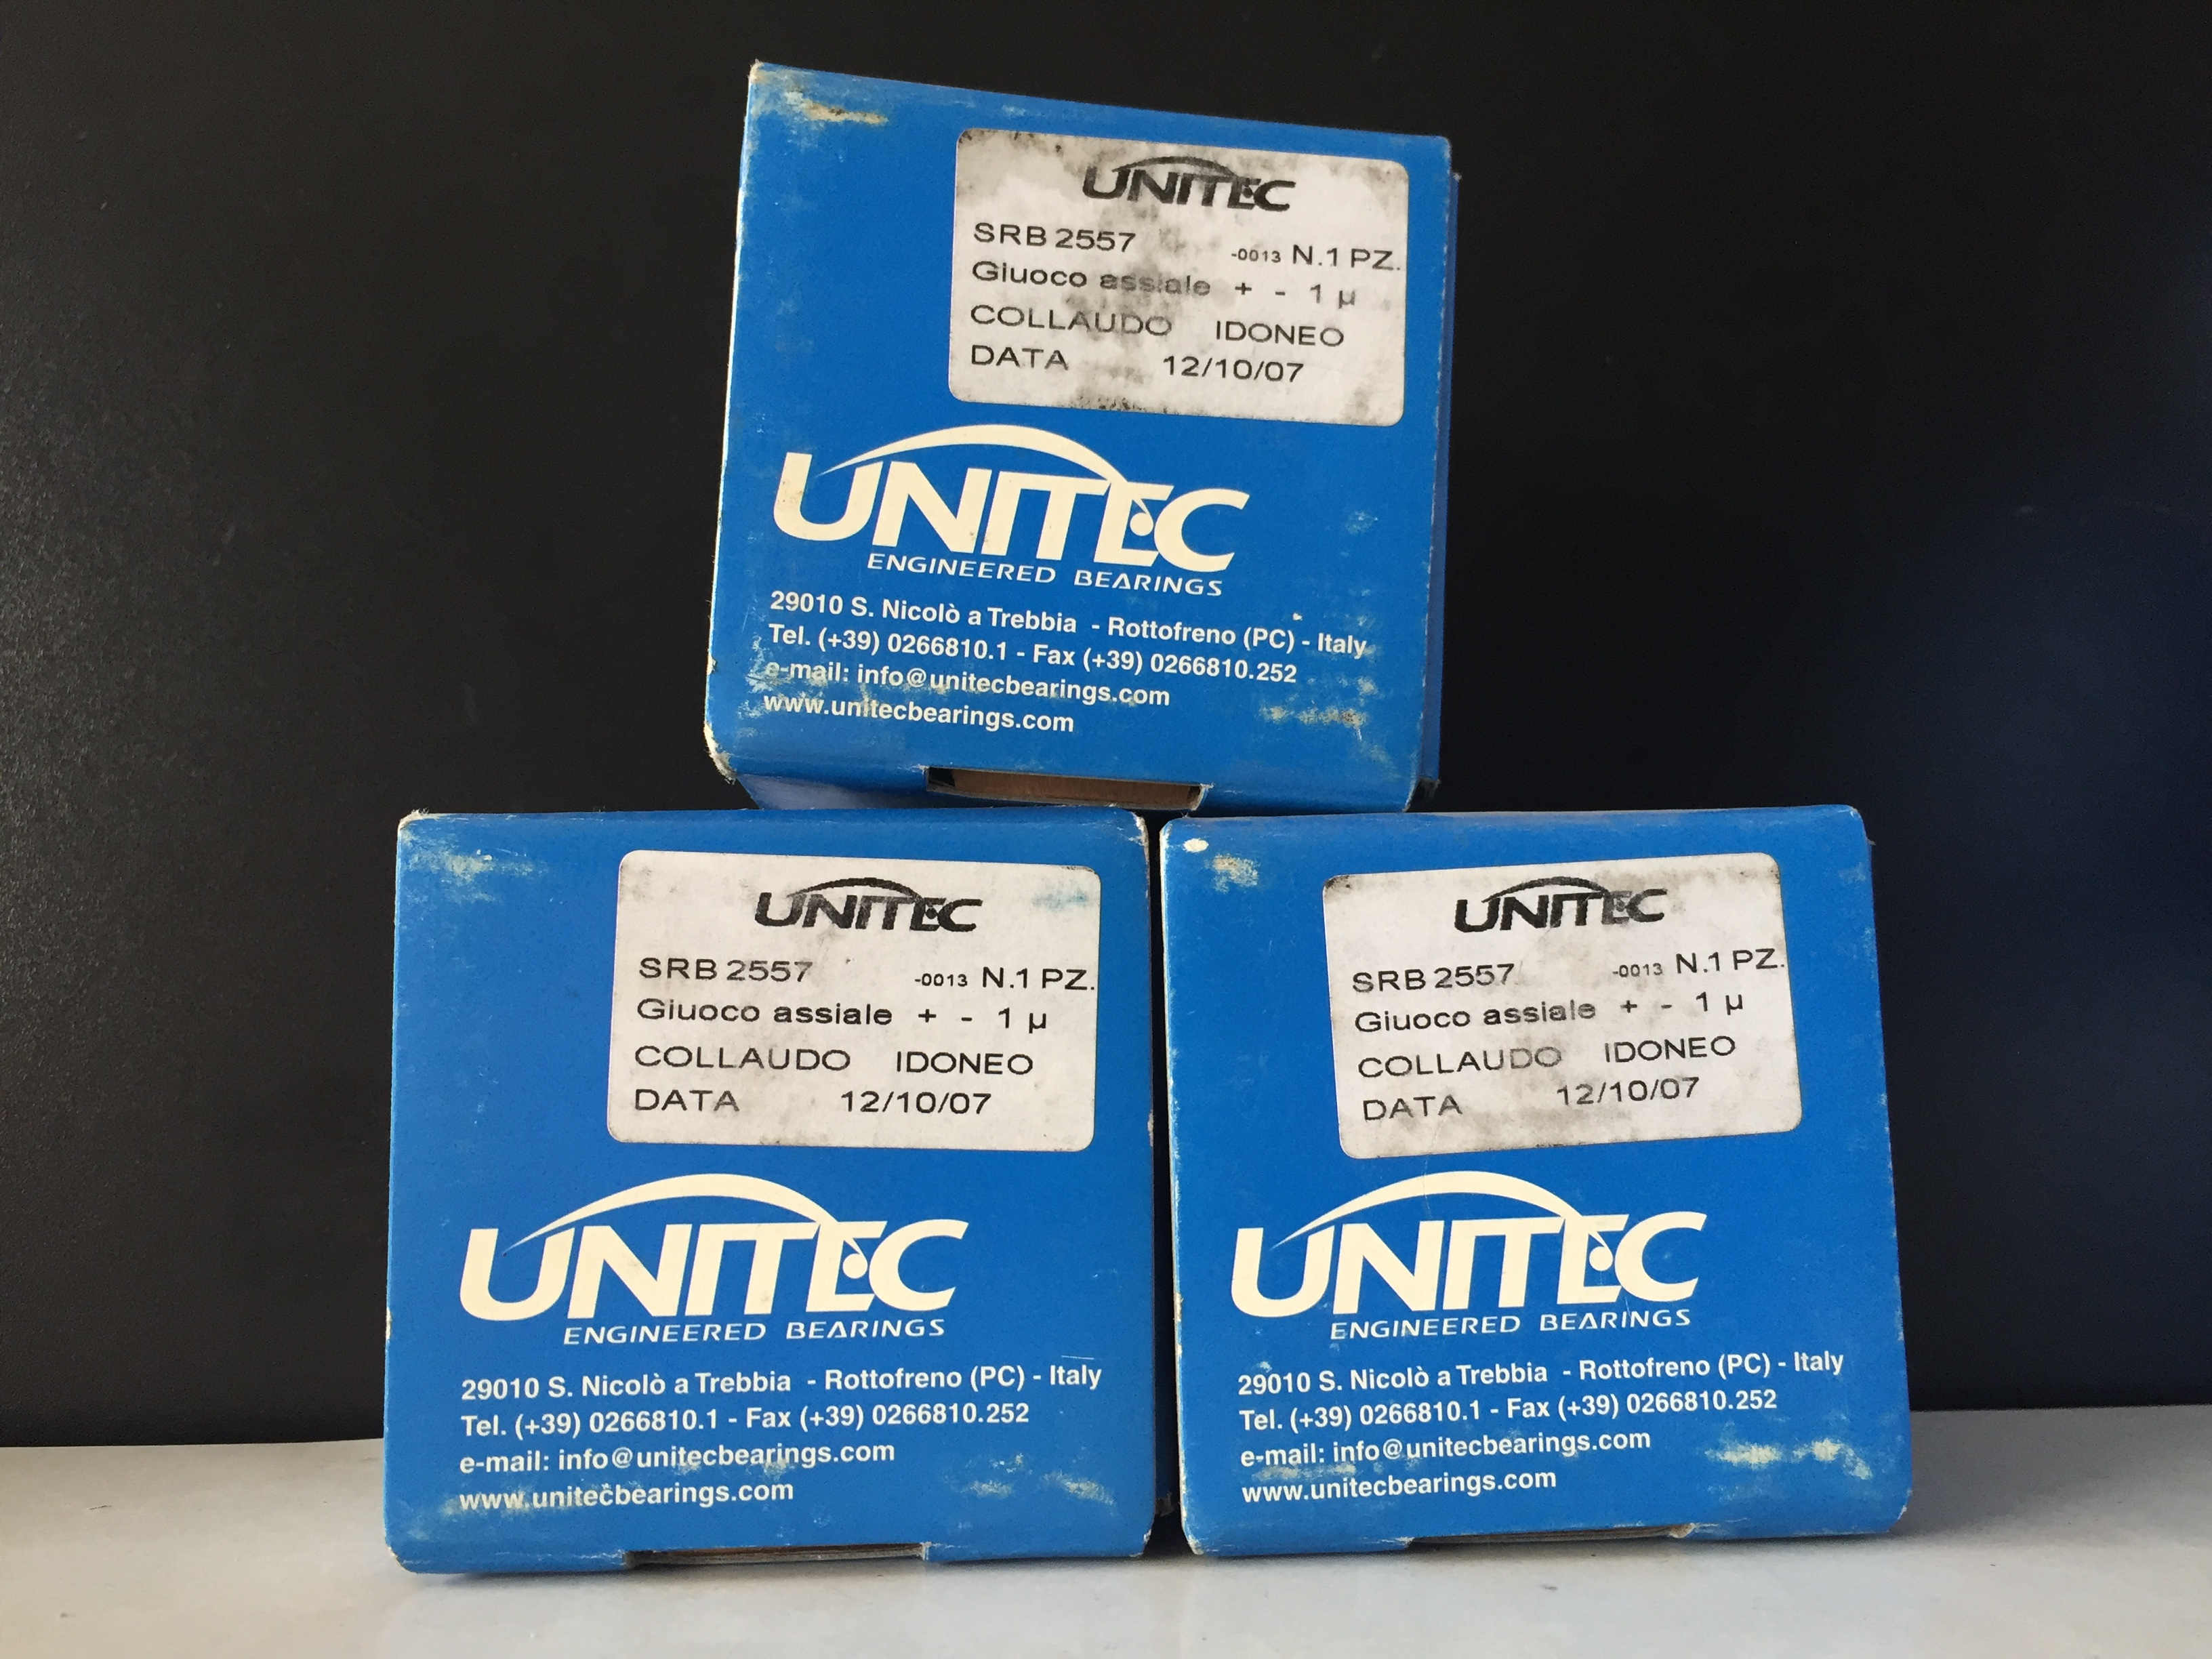 UNITEC
SRB 2557 -0013 N.1 PZ.
Giuoco assiale + - 1 µ
COLLAUDO IDONEO
DATA 12/10/07
UNITEC
ENGINEERED BEARINGS
29010 S. Nicolò a Trebbia - Rottofreno (PC) - Italy
Tel. (+39) 0266810.1 - Fax (+39) 0266810.252
e-mail: info@unitecbearings.com
www.unitecbearings.com
UNITEC
SRB 2557 -0013 N.1 PZ.
Giuoco assiale + - 1 µ
COLLAUDO IDONEO
DATA 12/10/07
UNITEC
ENGINEERED BEARINGS
29010 S. Nicolò a Trebbia - Rottofreno (PC) - Italy
Tel. (+39) 0266810.1 - Fax (+39) 0266810.252
e-mail: info@unitecbearings.com
www.unitecbearings.com
UNITEC
SRB 2557 -0013 N.1 PZ.
Giuoco assiale + - 1 µ
COLLAUDO IDONEO
DATA 12/10/07
UNITEC
ENGINEERED BEARINGS
29010 S. Nicolò a Trebbia - Rottofreno (PC) - Italy
Tel. (+39) 0266810.1 - Fax (+39) 0266810.252
e-mail: info@unitecbearings.com
www.unitecbearings.com